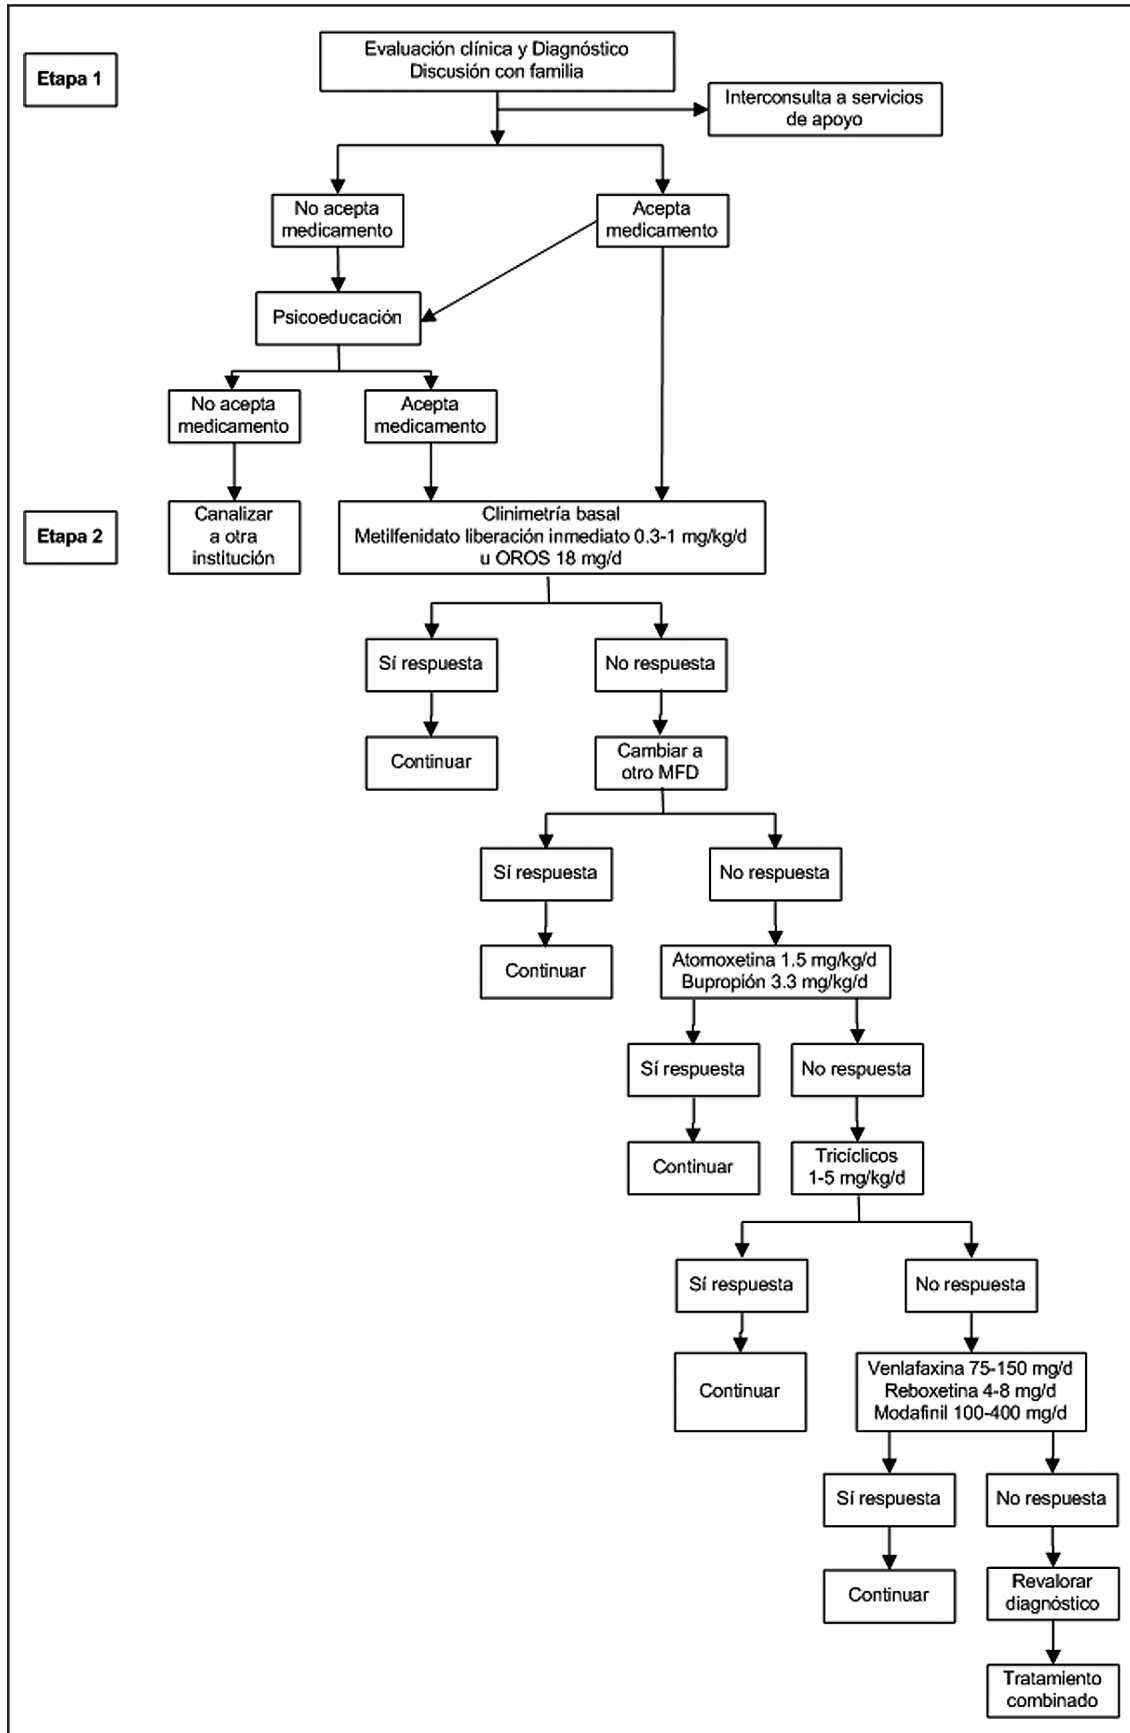 Etapa 1
Evaluación clínica y Diagnóstico
Discusión con familia
Interconsulta a servicios
de apoyo
No acepta
medicamento
Acepta
medicamento
Psicoeducación
No acepta
medicamento
Acepta
medicamento
Etapa 2
Canalizar
a otra
institución
Clinimetría basal
Metilfenidato liberación inmediato 0.3-1 mg/kg/d
u OROS 18 mg/d
Sí respuesta
No respuesta
Continuar
Cambiar a
otro MFD
Sí respuesta
No respuesta
Continuar
Atomoxetina 1.5 mg/kg/d
Bupropión 3.3 mg/kg/d
Sí respuesta
No respuesta
Continuar
Tricíclicos
1-5 mg/kg/d
Sí respuesta
No respuesta
Continuar
Venlafaxina 75-150 mg/d
Reboxetina 4-8 mg/d
Modafinil 100-400 mg/d
Sí respuesta
No respuesta
Continuar
Revalorar
diagnóstico
Tratamiento
combinado